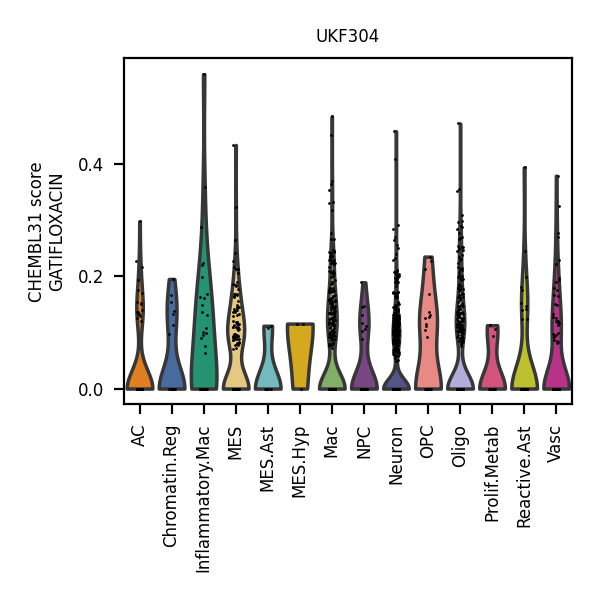 UKF304
CHEMBL31 score
GATIFLOXACIN
0.4
0.2
0.0
AC
Chromatin.Reg
Inflammatory.Mac
MES
MES.Ast
MES.Hyp
Mac
NPC
Neuron
OPC
Oligo
Prolif.Metab
Reactive.Ast
Vasc